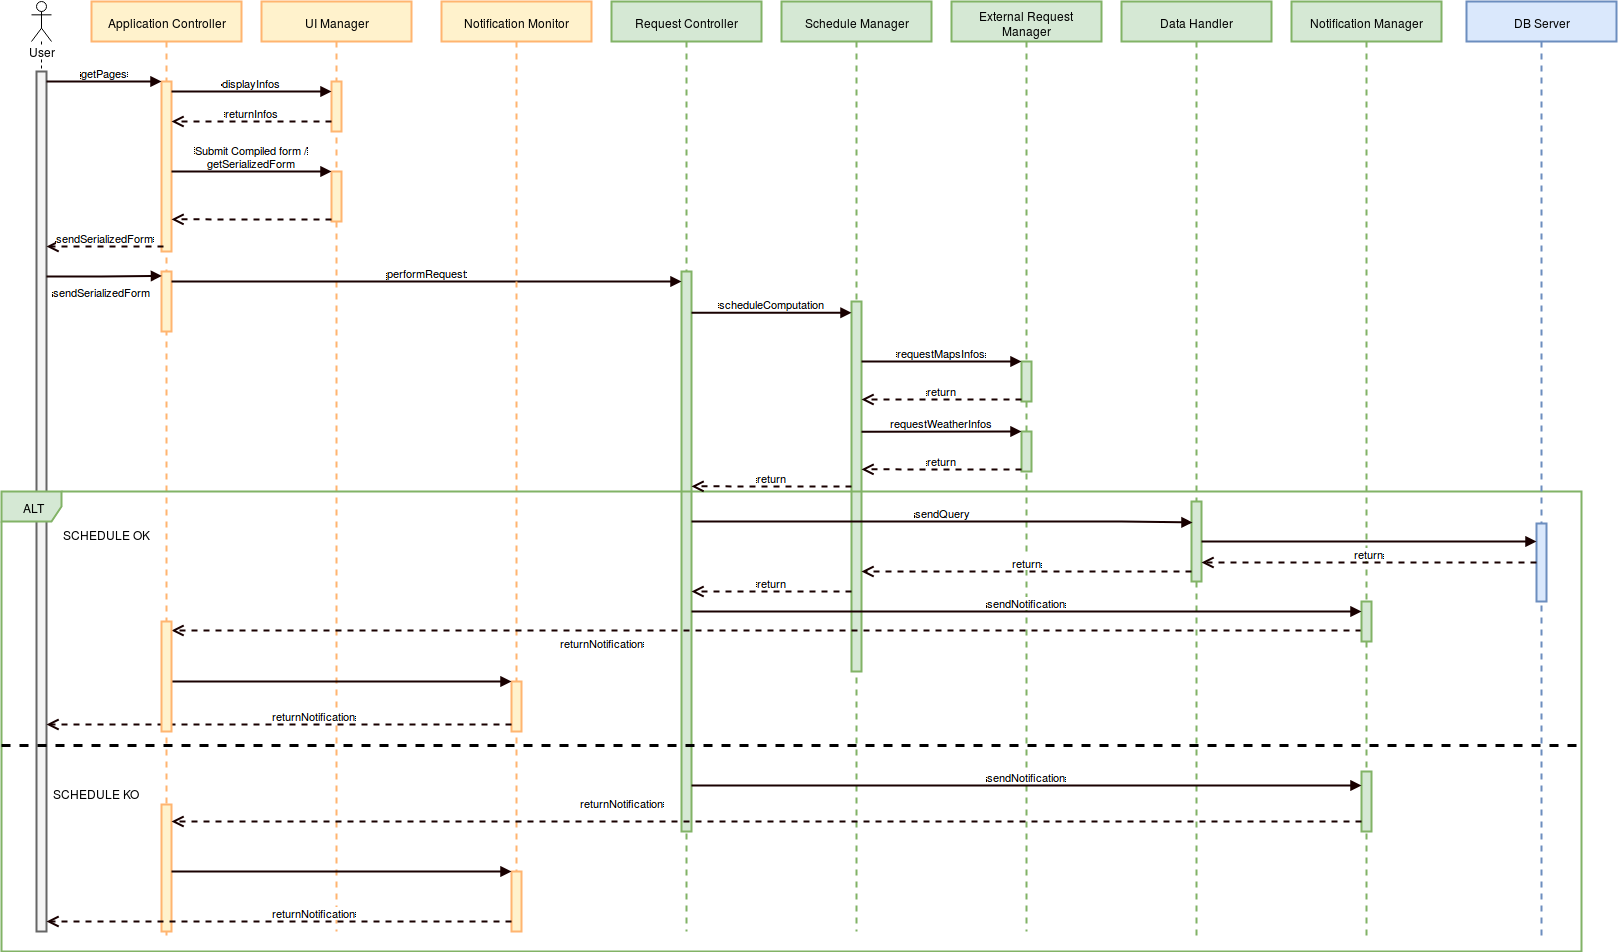 Application Controller
UI Manager
Notification Monitor
Request Controller
Schedule Manager
External Request
Manager
Data Handler
Notification Manager
DB Server
User
getPages
displayInfos
returnInfos
Submit Compiled form /
getSerializedForm
sendSerializedForm
performRequest
sendSerializedForm
scheduleComputation
requestMapsInfos
return
requestWeatherInfos
return
return
ALT
sendQuery
SCHEDULE OK
return
return
return
sendNotification
returnNotification
returnNotification
sendNotification
SCHEDULE KO
returnNotification
returnNotification